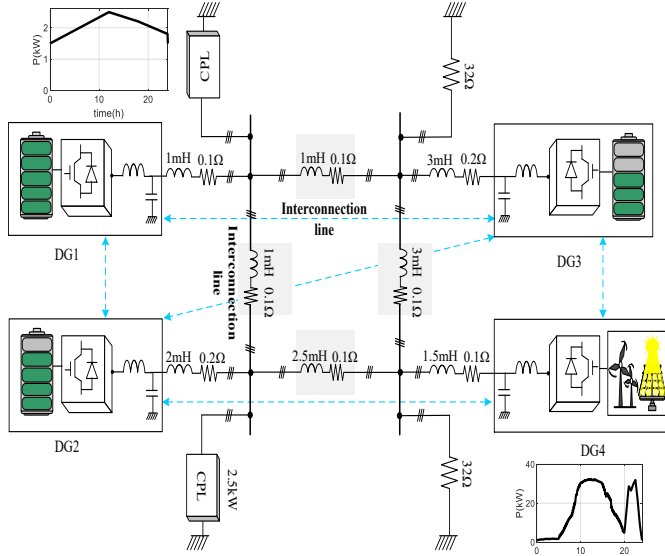 P(kW)
2
1
0
0
10
20
time(h)
CPL
32Ω
1mH
0.1Ω
1mH
0.1Ω
3mH
0.2Ω
Interconnection
line
DG1
DG3
Interconnection
line
1mH 0.1Ω
3mH 0.1Ω
2mH
0.2Ω
2.5mH
0.1Ω
1.5mH
0.1Ω
DG2
DG4
CPL
2.5kW
32Ω
P(kW)
40
20
0
0
10
20
time(h)